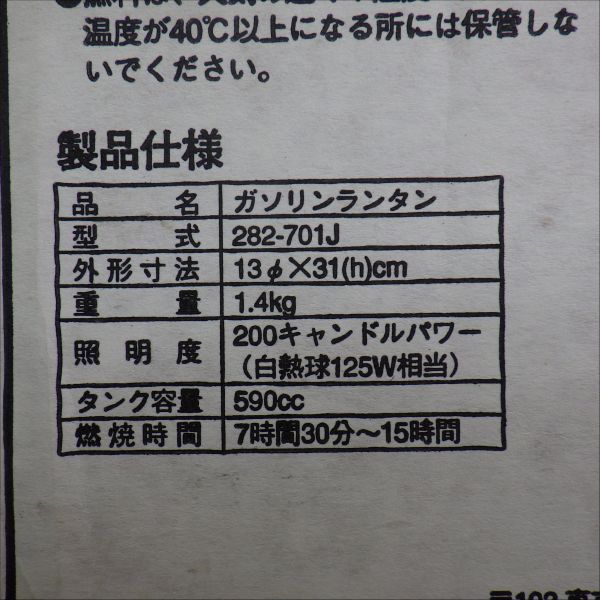 温度が40℃以上になる所には保管しな
いでください。
製品仕様
品名 ガソリンランタン
型式 282-701J
外形寸法 13φ×31(h)cm
重量 1.4kg
照明度 200キャンドルパワー
（白熱球125W相当）
タンク容量 590cc
燃焼時間 7時間30分～15時間